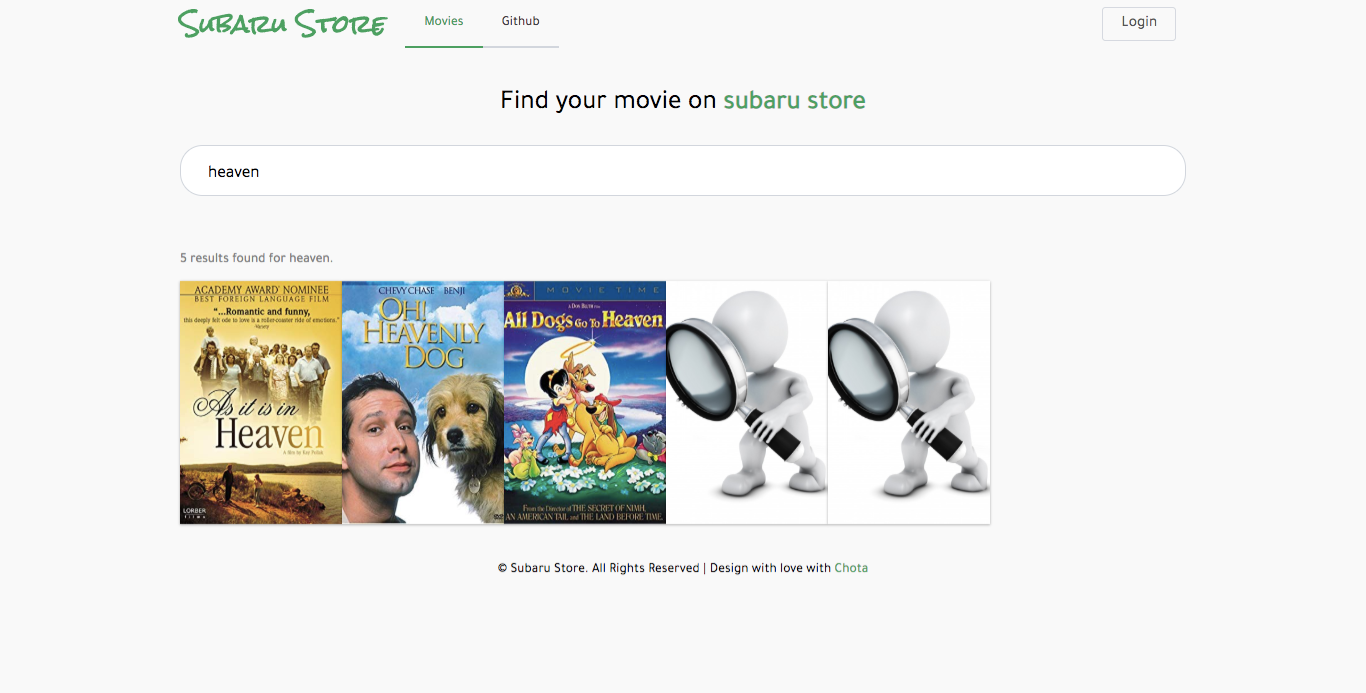 Subaru Store
Movies
Github
Login
Find your movie on subaru store
heaven
5 results found for heaven.
ACADEMY AWARD NOMINEE
BEST FOREIGN LANGUAGE FILM
"...Romantic and funny,
this deeply felt ode to love is a roller-coaster ride of emotions."
Variety
As it is in
Heaven
A film by Kay Pollak
LORBER
films
CHEVY CHASE BENJI
OH!
HEAVENLY
DOG
MOVIE TIME
A DON BLUTH Film
All Dogs Go To Heaven
From the Director of THE SECRET OF NIMH,
AN AMERICAN TAIL and THE LAND BEFORE TIME.
© Subaru Store. All Rights Reserved | Design with love with Chota